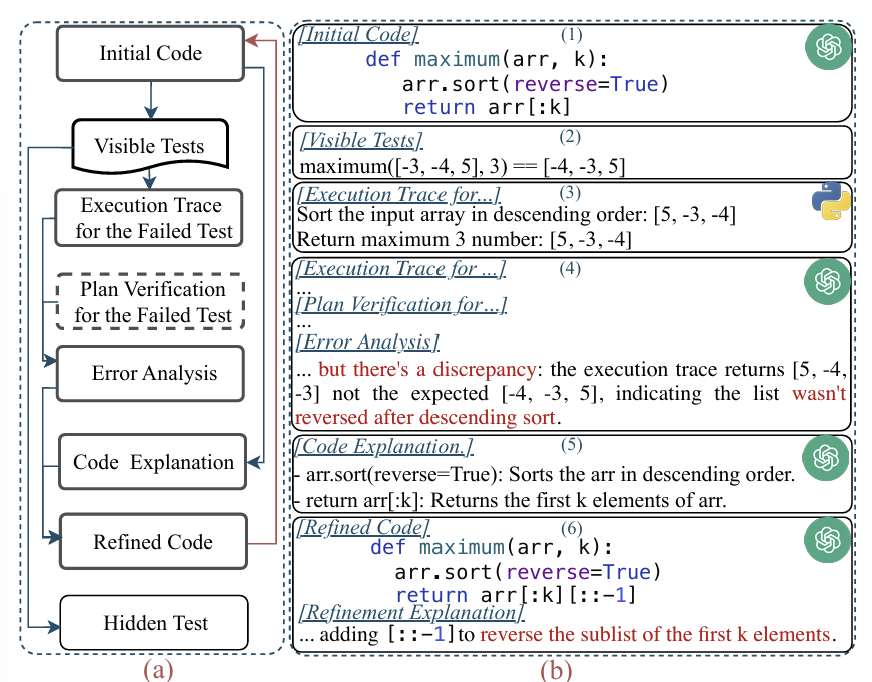 Initial Code
Visible Tests
Execution Trace
for the Failed Test
Plan Verification
for the Failed Test
Error Analysis
Code Explanation
Refined Code
Hidden Test
(a)
[Initial Code]
(1)
def maximum(arr, k):
arr.sort(reverse=True)
return arr[:k]
[Visible Tests]
(2)
maximum([-3, -4, 5], 3) == [-4, -3, 5]
[Execution Trace for...]
(3)
Sort the input array in descending order: [5, -3, -4]
Return maximum 3 number: [5, -3, -4]
[Execution Trace for ...]
(4)
...
[Plan Verification for...]
...
[Error Analysis]
... but there's a discrepancy: the execution trace returns [5, -4,
-3] not the expected [-4, -3, 5], indicating the list wasn't
reversed after descending sort.
[Code Explanation.]
(5)
- arr.sort(reverse=True): Sorts the arr in descending order.
- return arr[:k]: Returns the first k elements of arr.
[Refined Code]
(6)
def maximum(arr, k):
arr.sort(reverse=True)
return arr[:k][::-1]
[Refinement Explanation]
... adding [::-1] to reverse the sublist of the first k elements.
(b)